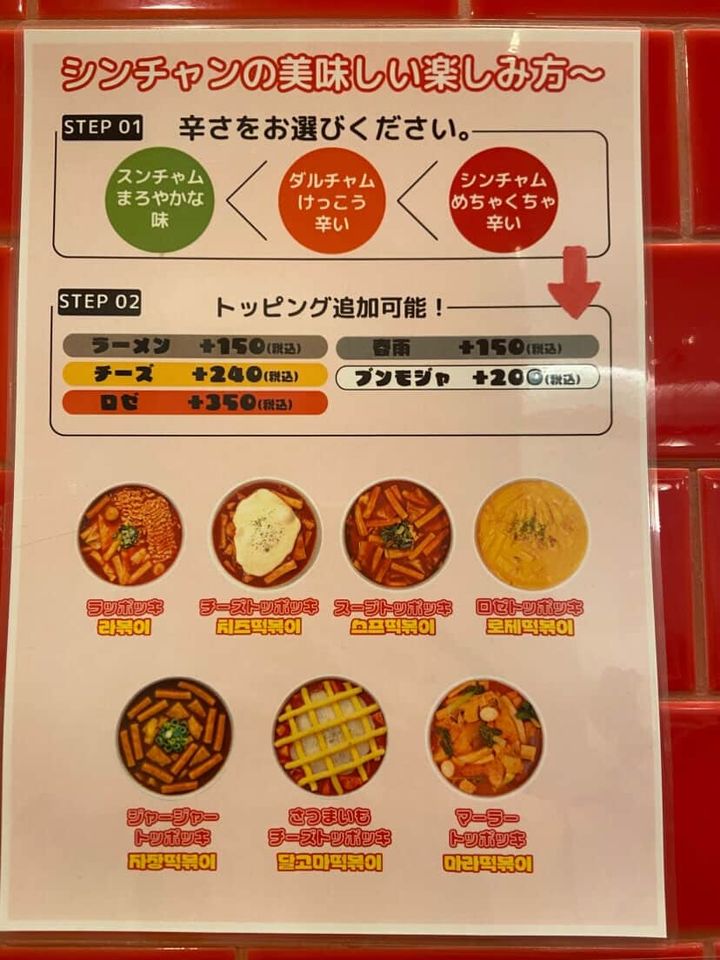 シンチャンの美味しい楽しみ方～
STEP 01
辛さをお選びください。
スンチャム
まろやかな
味
ダルチャム
けっこう
辛い
シンチャム
めちゃくちゃ
辛い
STEP 02
トッピング追加可能！
ラーメン +150(税込)
春雨 +150(税込)
チーズ +240(税込)
ブンモジャ +200(税込)
ロゼ +350(税込)
ラッポッキ
라볶이
チーズトッポッキ
치즈떡볶이
スープトッポッキ
스프떡볶이
ロゼトッポッキ
로제떡볶이
ジャージャー
トッポッキ
자장떡볶이
さつまいも
チーズトッポッキ
달고마떡볶이
マーラー
トッポッキ
마라떡볶이